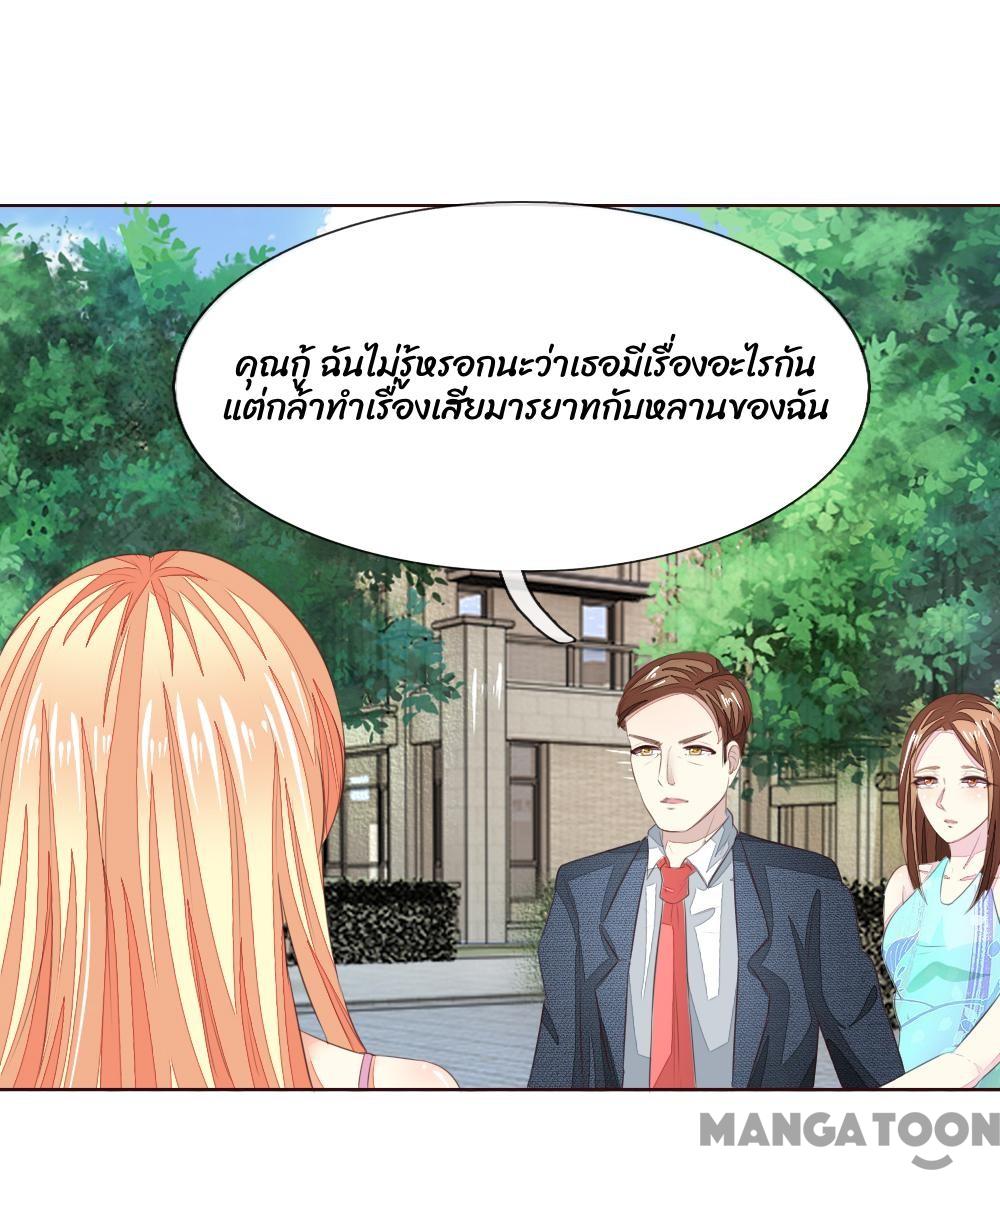 คุณกู้ ฉันไม่รู้หรอกนะว่าเธอมีเรื่องอะไรกัน
แต่กล้าทำเรื่องเสียมารยาทกับหลานของฉัน
MANGATOON